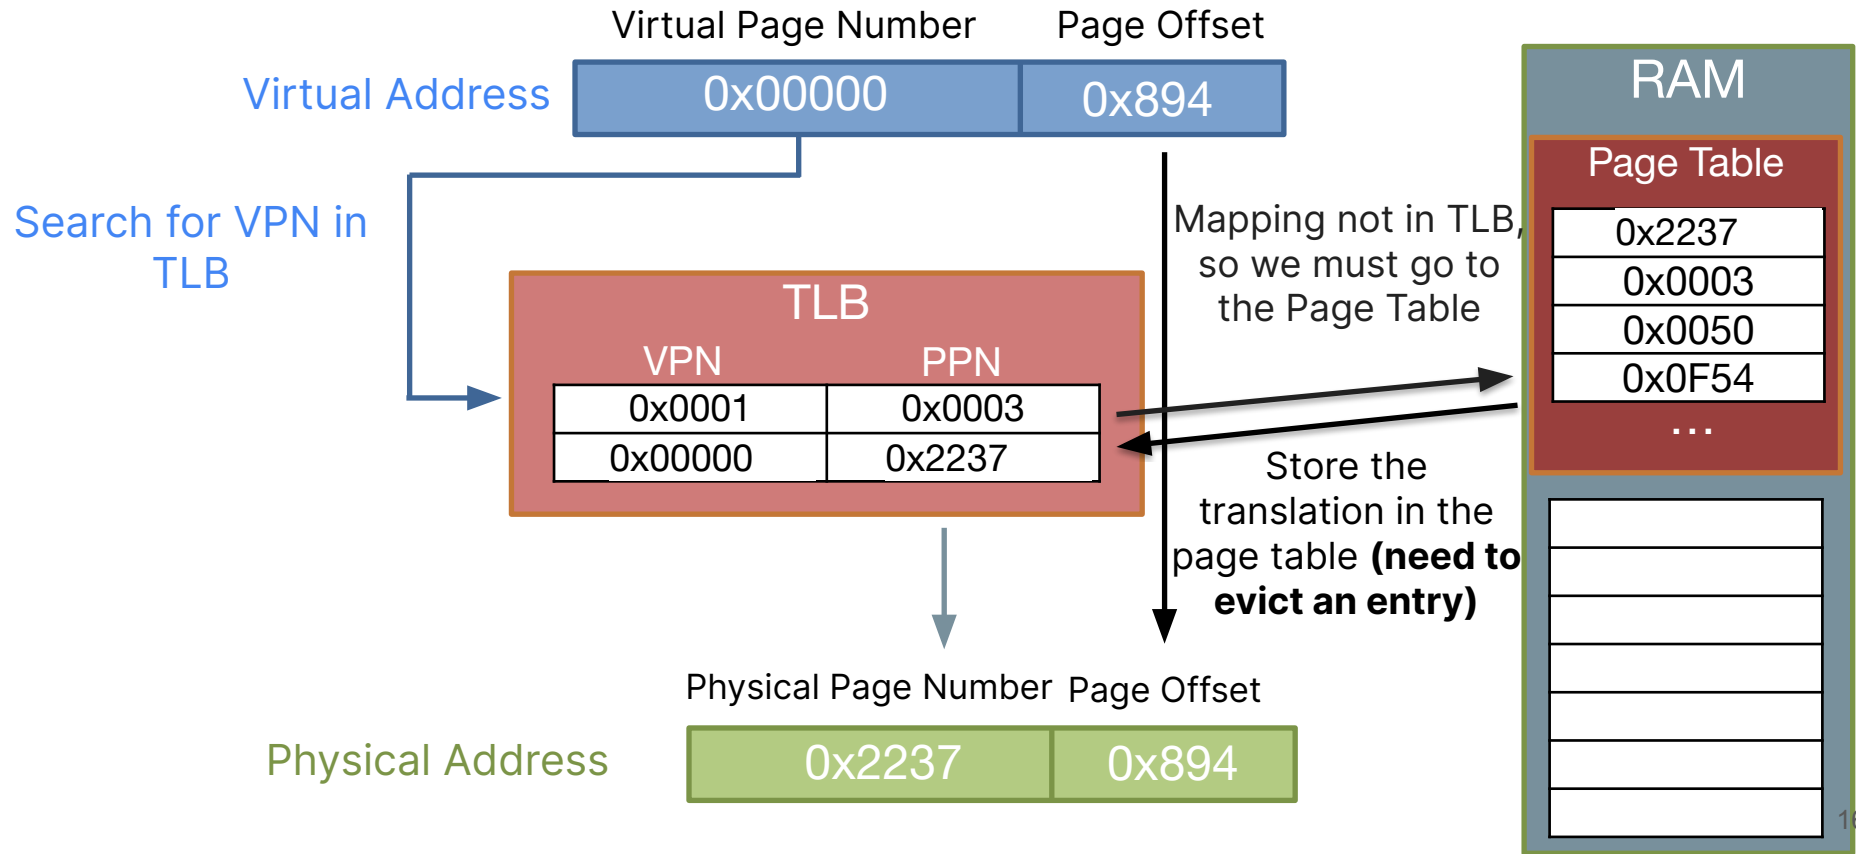 Virtual Page Number
Page Offset
Virtual Address
0x00000
0x894
RAM
Page Table
0x2237
0x0003
0x0050
0x0F54
...
Search for VPN in
TLB
Mapping not in TLB,
so we must go to
the Page Table
TLB
VPN
PPN
0x0001
0x0003
0x00000
0x2237
Store the
translation in the
page table (need to
evict an entry)
Physical Page Number
Page Offset
Physical Address
0x2237
0x894